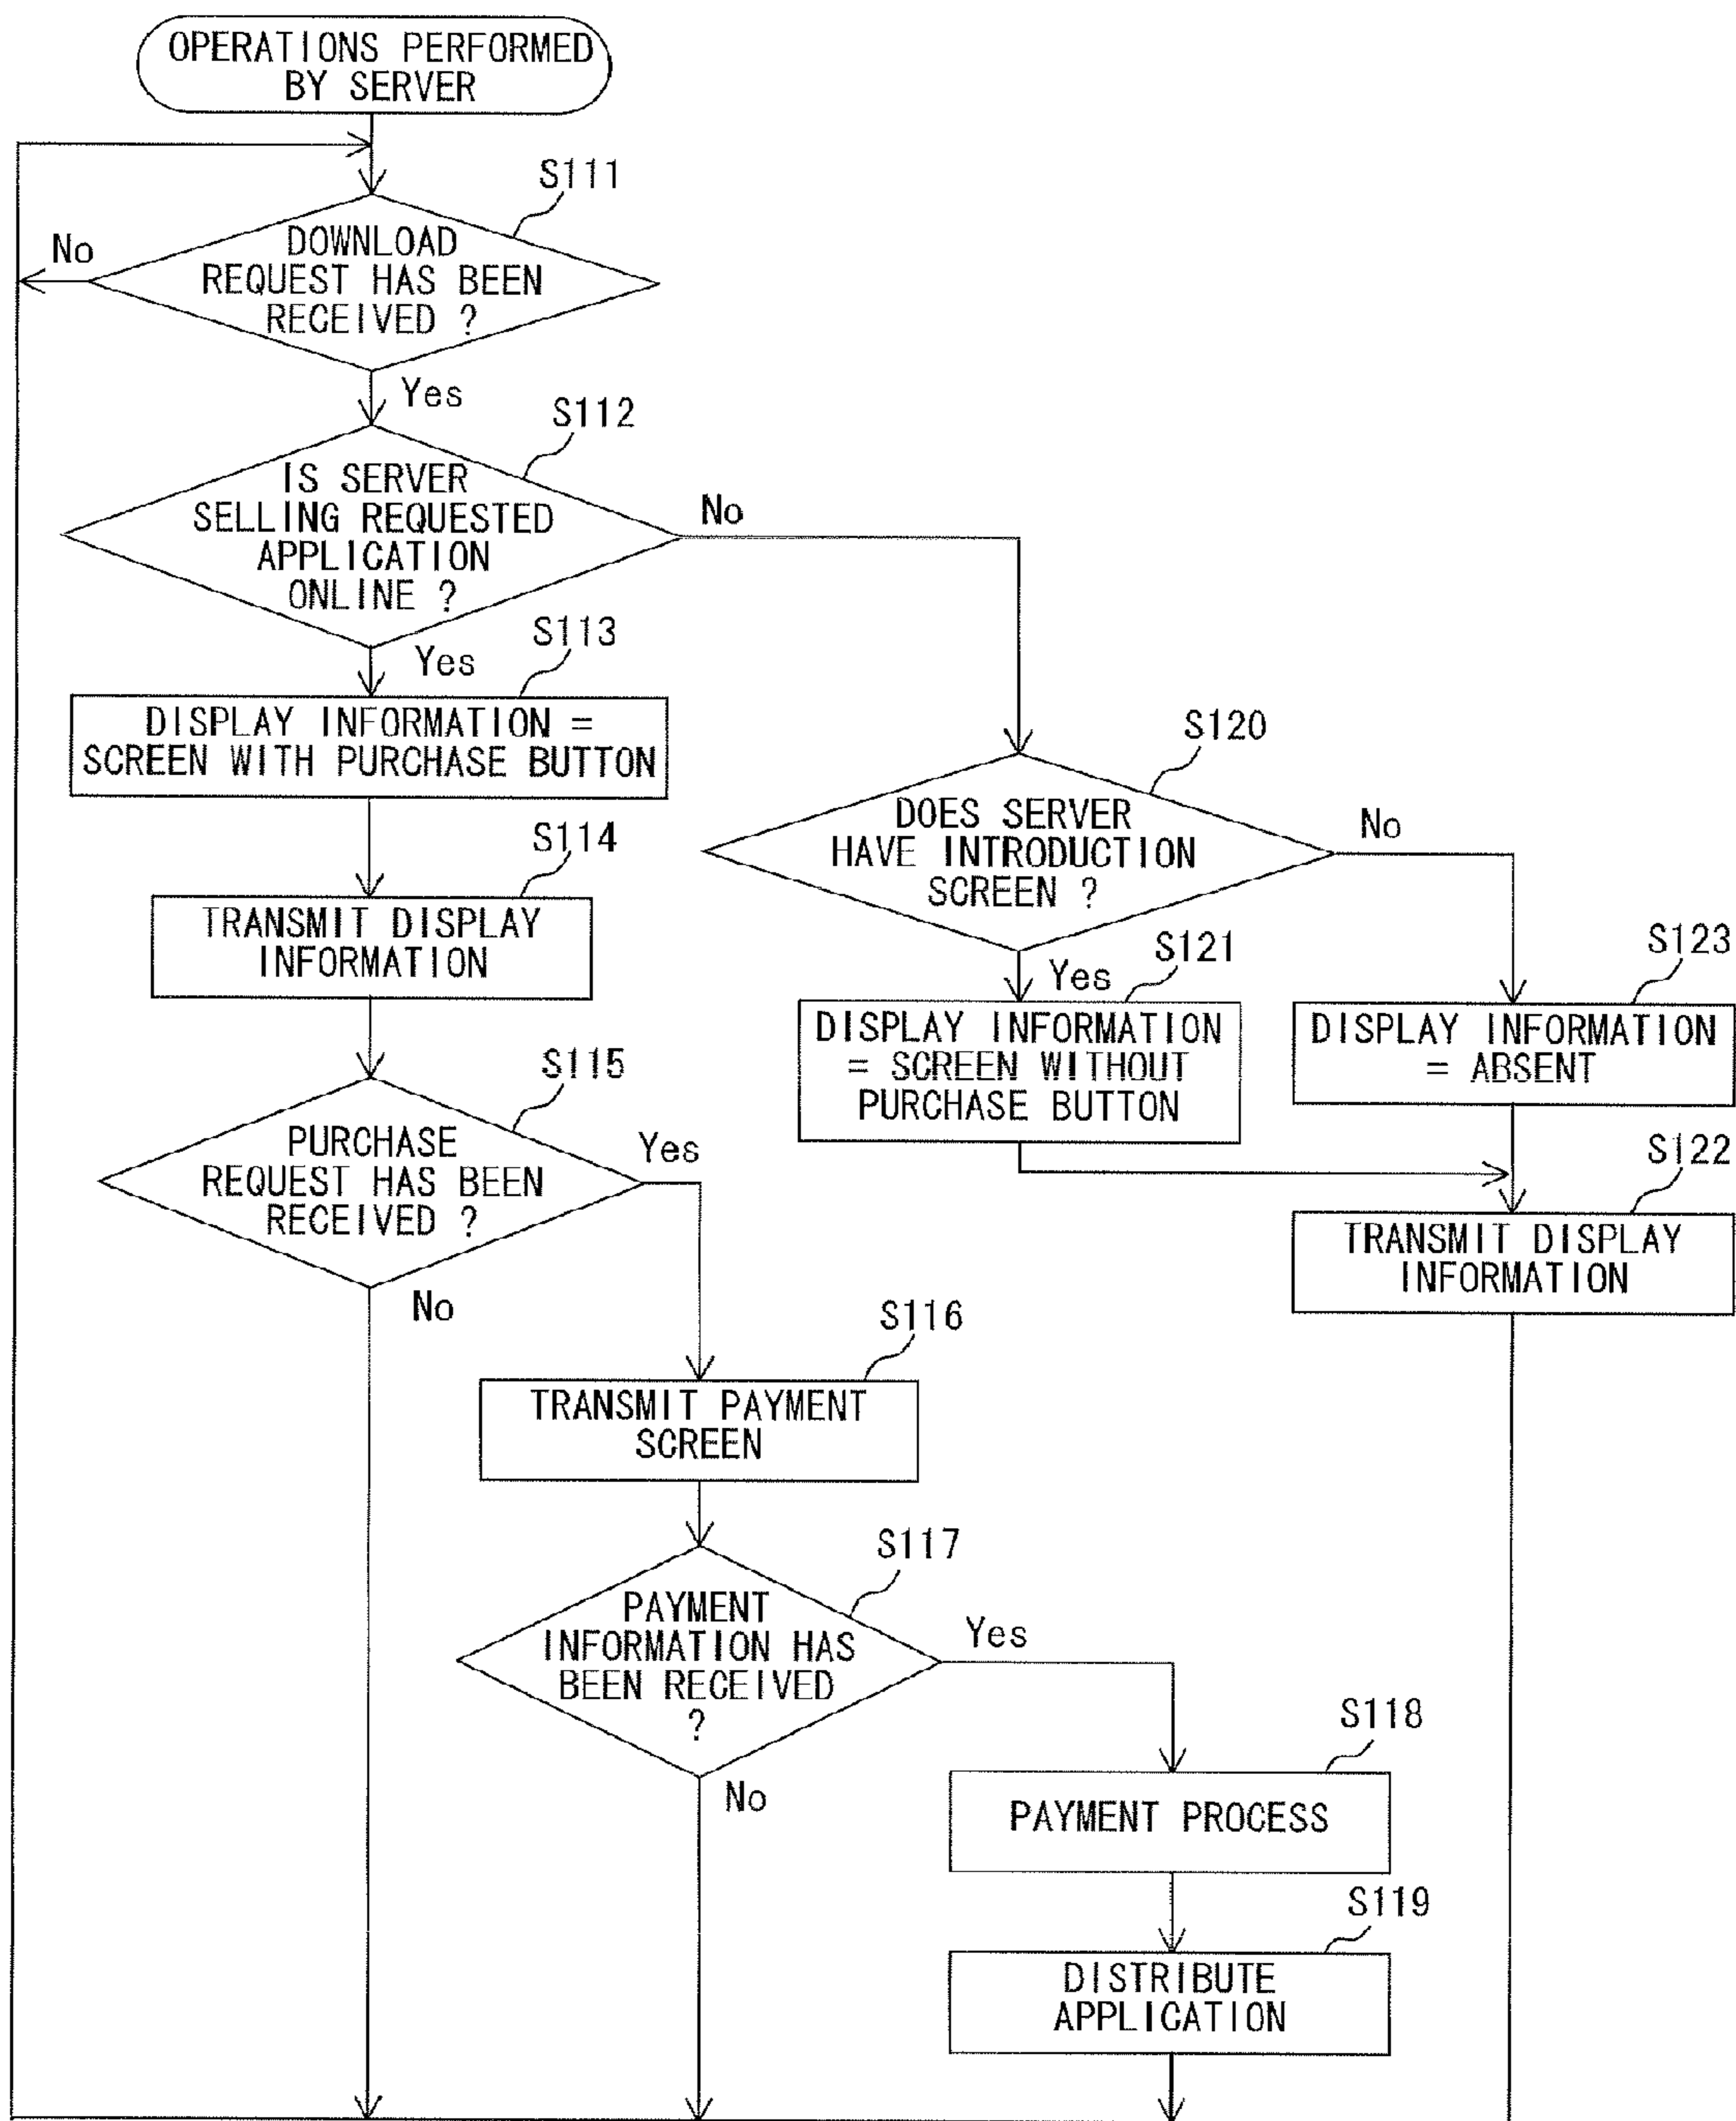 OPERATIONS PERFORMED
BY SERVER
S111
DOWNLOAD
REQUEST HAS BEEN
RECEIVED ?
No
Yes
S112
IS SERVER
SELLING REQUESTED
APPLICATION
ONLINE ?
No
Yes
S113
DISPLAY INFORMATION =
SCREEN WITH PURCHASE BUTTON
S114
TRANSMIT DISPLAY
INFORMATION
S115
PURCHASE
REQUEST HAS BEEN
RECEIVED ?
Yes
No
S116
TRANSMIT PAYMENT
SCREEN
S117
PAYMENT
INFORMATION HAS
BEEN RECEIVED
?
Yes
No
S118
PAYMENT PROCESS
S119
DISTRIBUTE
APPLICATION
S120
DOES SERVER
HAVE INTRODUCTION
SCREEN ?
No
Yes
S121
DISPLAY INFORMATION
= SCREEN WITHOUT
PURCHASE BUTTON
S123
DISPLAY INFORMATION
= ABSENT
S122
TRANSMIT DISPLAY
INFORMATION